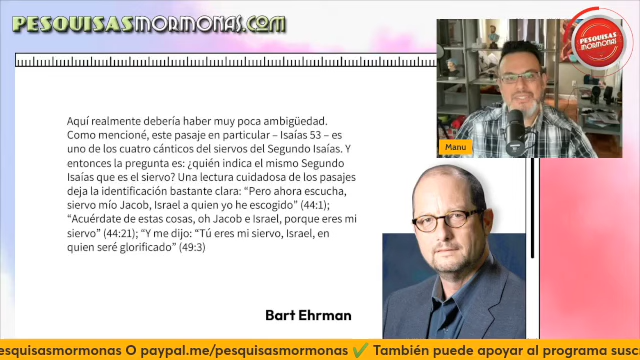 PESQUISASMORMONAS.COM
PESQUISAS
MORMONAS
Manu
Aquí realmente debería haber muy poca ambigüedad.
Como mencioné, este pasaje en particular – Isaías 53 – es
uno de los cuatro cánticos del siervos del Segundo Isaías. Y
entonces la pregunta es: ¿quién indica el mismo Segundo
Isaías que es el siervo? Una lectura cuidadosa de los pasajes
deja la identificación bastante clara: “Pero ahora escucha,
siervo mío Jacob, Israel a quien yo he escogido” (44:1);
“Acuérdate de estas cosas, oh Jacob e Israel, porque eres mi
siervo” (44:21); “Y me dijo: “Tú eres mi siervo, Israel, en
quien seré glorificado” (49:3)
Bart Ehrman
esquisasmormonas O paypal.me/pesquisasmormonas ✔ También puede apoyar al programa susc